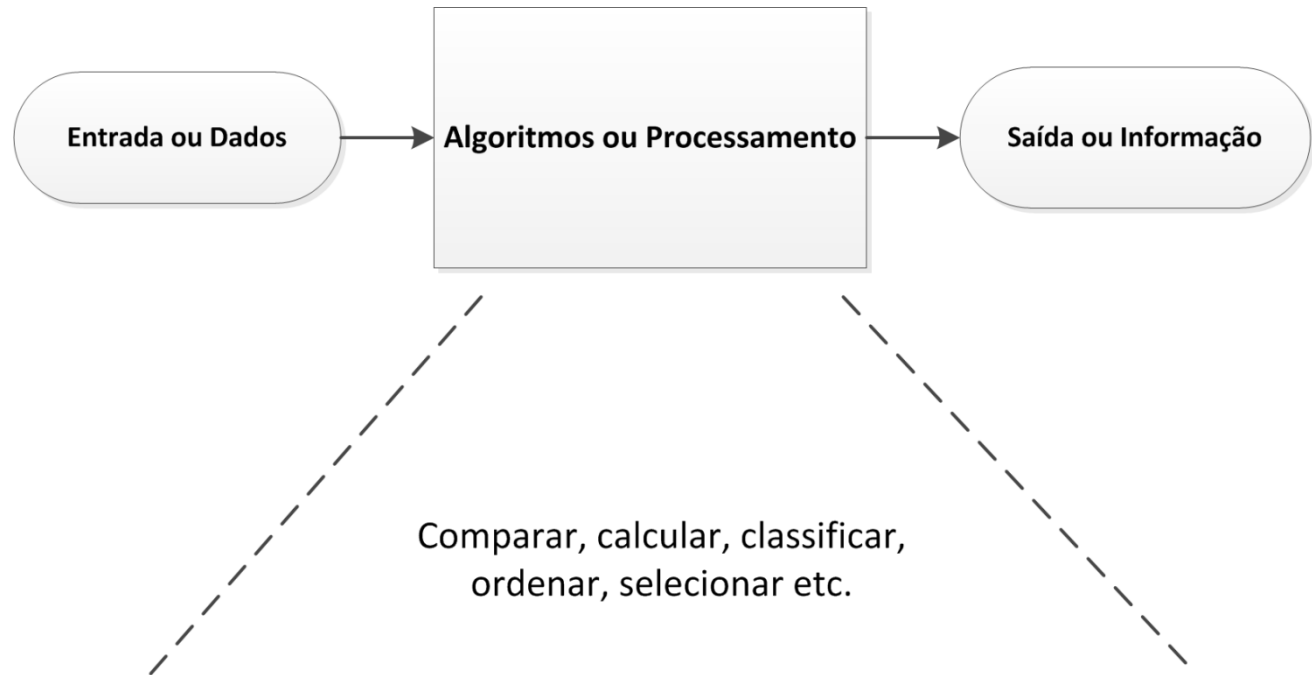 Entrada ou Dados
Algoritmos ou Processamento
Saída ou Informação
Comparar, calcular, classificar,
ordenar, selecionar etc.